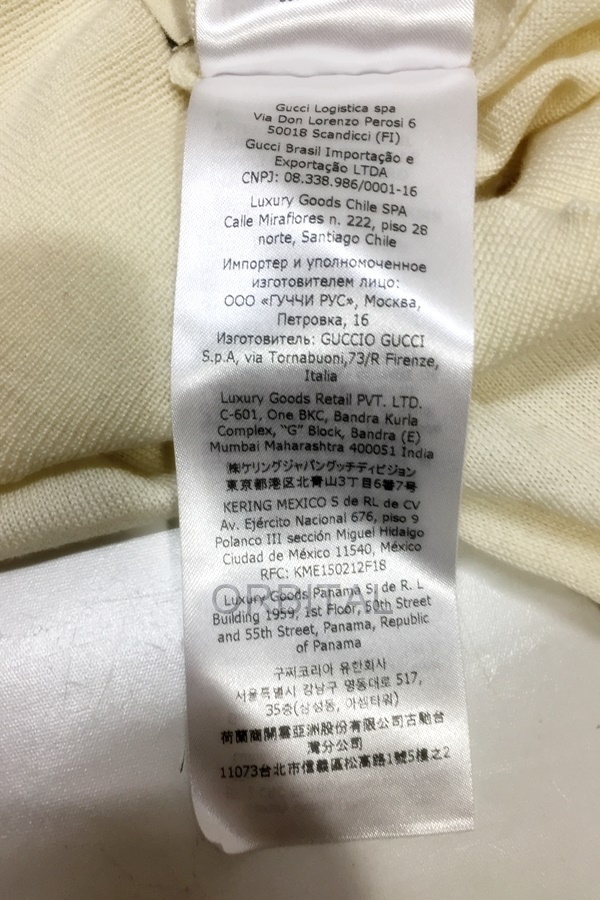 Gucci Logistica spa
Via Don Lorenzo Perosi 6
50018 Scandicci (FI)
Gucci Brasil Importação e
Exportação LTDA
CNPJ: 08.338.986/0001-16
Luxury Goods Chile SPA
Calle Miraflores n. 222, piso 28
norte, Santiago Chile
Импортер и уполномоченное
изготовителем лицо:
ООО «ГУЧЧИ РУС», Москва,
Петровка, 16
Изготовитель: GUCCIO GUCCI
S.p.A, via Tornabuoni,73/R Firenze,
Italia
Luxury Goods Retail PVT. LTD.
C-601, One BKC, Bandra Kurla
Complex, "G" Block, Bandra (E)
Mumbai Maharashtra 400051 India
㈱ケリングジャパングッチディビジョン
東京都港区北青山3丁目6番7号
KERING MEXICO S de RL de CV
Av. Ejército Nacional 676, piso 9
Polanco III sección Miguel Hidalgo
Ciudad de México 11540, México
RFC: KME150212F18
ORBITAL
Luxury Goods Panama S. de R. L
Building 1959, 1st Floor, 50th Street
and 55th Street, Panama, Republic
of Panama
구찌코리아 유한회사
서울특별시 강남구 영동대로 517,
35층(삼성동, 아셈타워)
荷蘭商開雲亞洲股份有限公司古馳台
灣分公司
11073台北市信義區松高路1號5樓之2